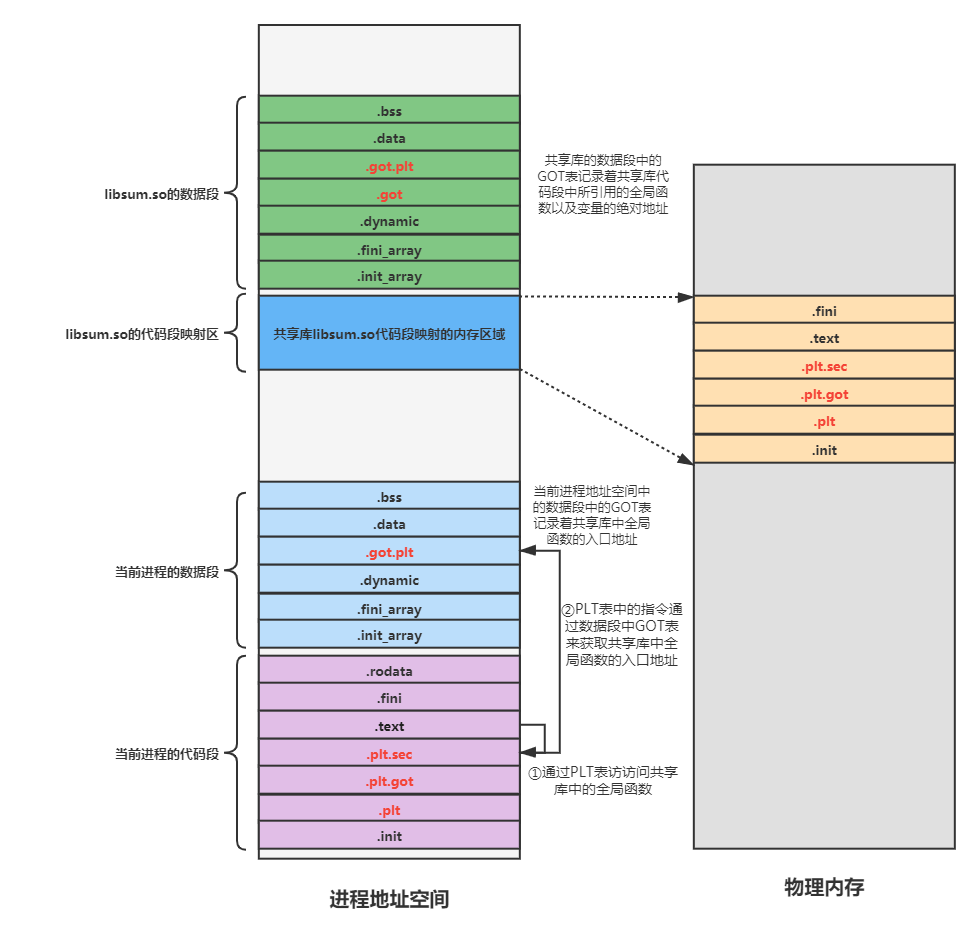 .bss
.data
.got.plt
.got
.dynamic
.fini_array
.init_array
libsum.so的数据段
共享库的数据段中的
GOT表记录着共享库代
码段中所引用的全局函
数以及变量的绝对地址
libsum.so的代码段映射区
共享库libsum.so代码段映射的内存区域
.fini
.text
.plt.sec
.plt.got
.plt
.init
.bss
.data
.got.plt
.dynamic
.fini_array
.init_array
当前进程的数据段
当前进程地址空间中
的数据段中的GOT表
记录着共享库中全局
函数的入口地址
②PLT表中的指令通
过数据段中GOT表
来获取共享库中全
局函数的入口地址
.rodata
.fini
.text
.plt.sec
.plt.got
.plt
.init
当前进程的代码段
①通过PLT表访访问共享
库中的全局函数
进程地址空间
物理内存